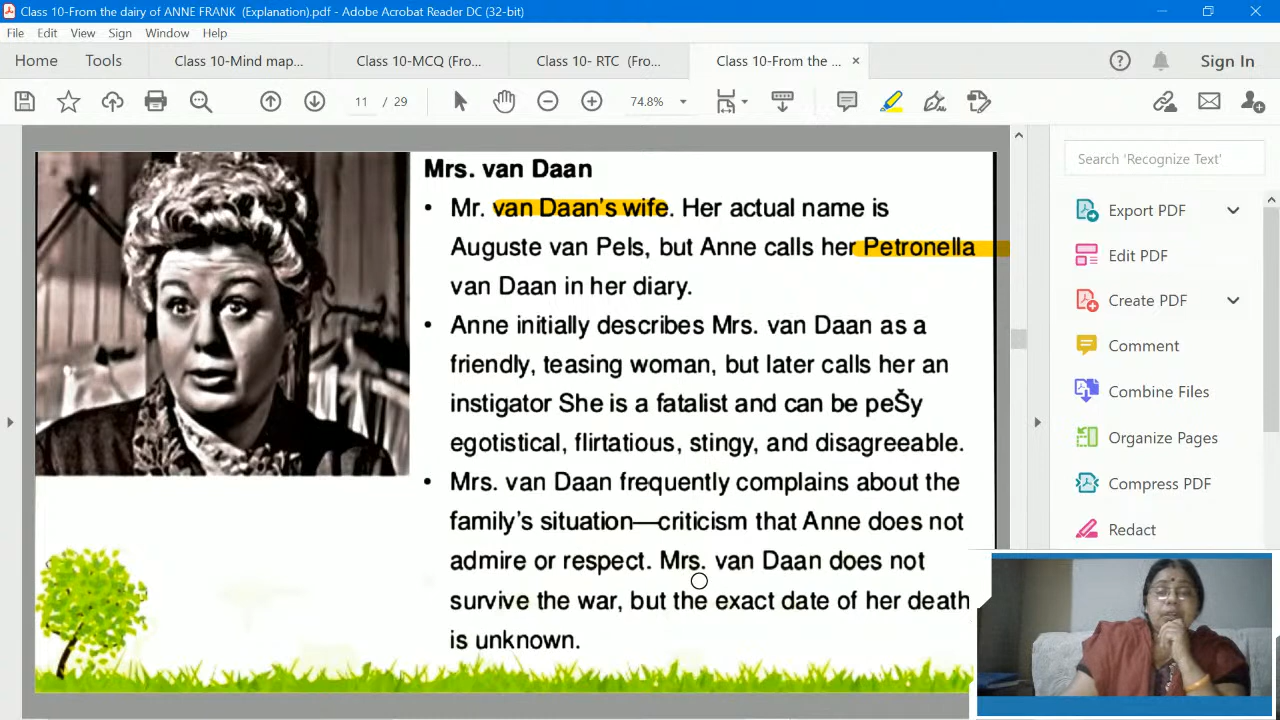 Class 10-From the dairy of ANNE FRANK (Explanation).pdf - Adobe Acrobat Reader DC (32-bit)
File Edit View Sign Window Help
Home Tools Class 10-Mind map... Class 10-MCQ (Fro... Class 10- RTC (Fro... Class 10-From the ... × Sign In
11 / 29 74.8%
Mrs. van Daan
• Mr. van Daan's wife. Her actual name is
Auguste van Pels, but Anne calls her Petronella
van Daan in her diary.
• Anne initially describes Mrs. van Daan as a
friendly, teasing woman, but later calls her an
instigator She is a fatalist and can be peŠy
egotistical, flirtatious, stingy, and disagreeable.
• Mrs. van Daan frequently complains about the
family's situation—criticism that Anne does not
admire or respect. Mrs. van Daan does not
survive the war, but the exact date of her death
is unknown.
Search 'Recognize Text'
Export PDF
Edit PDF
Create PDF
Comment
Combine Files
Organize Pages
Compress PDF
Redact